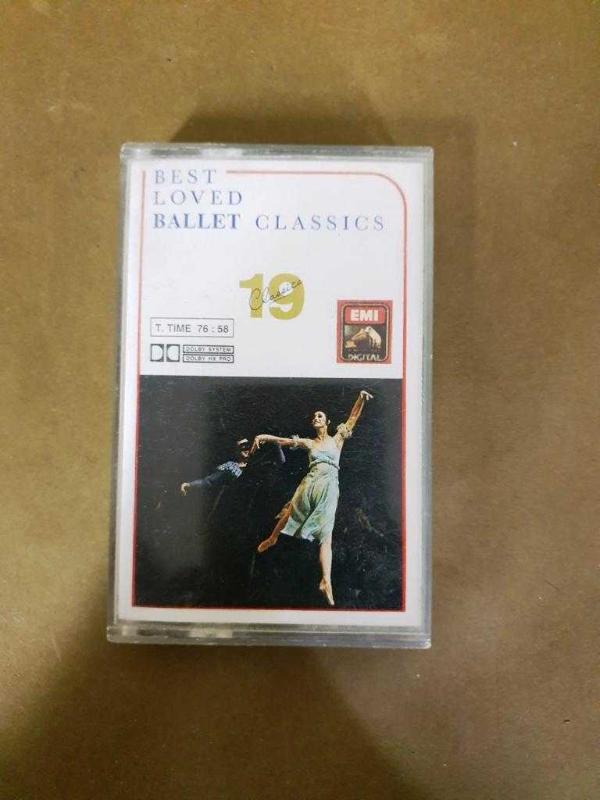 BEST
LOVED
BALLET CLASSICS
19
Classics
T. TIME 76 : 58
EMI
DIGITAL
DOLBY SYSTEM
DOLBY HX PRO